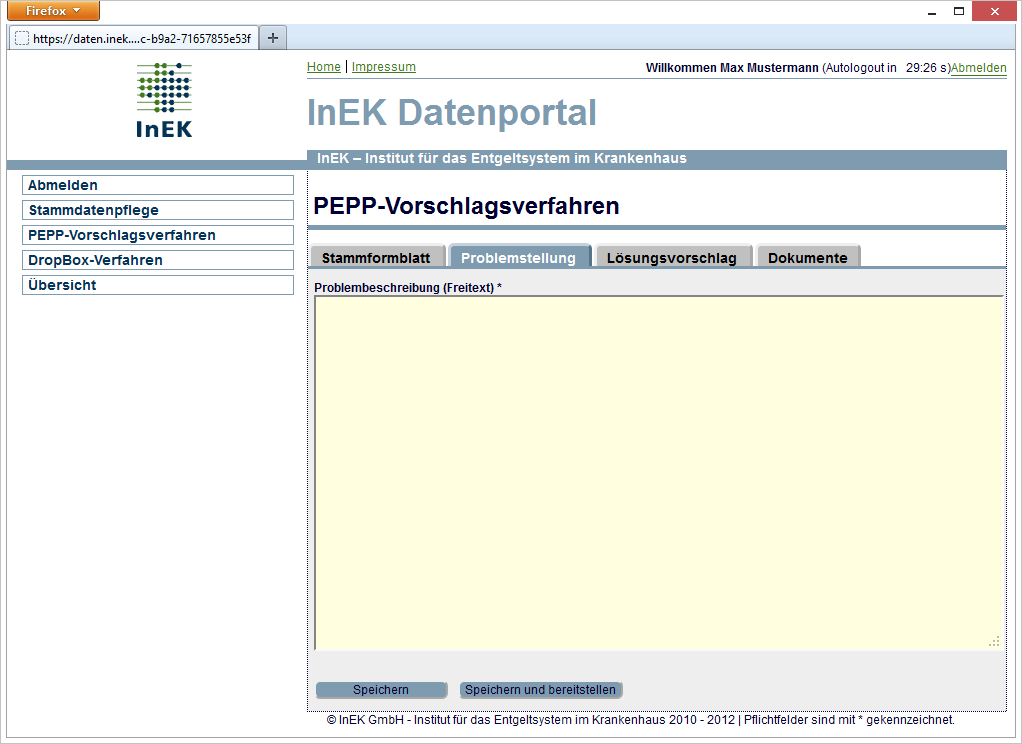 Firefox
https://daten.inek....c-b9a2-71657855e53f
InEK
Home | Impressum
Willkommen Max Mustermann (Autologout in 29:26 s)Abmelden
InEK Datenportal
InEK – Institut für das Entgeltsystem im Krankenhaus
Abmelden
Stammdatenpflege
PEPP-Vorschlagsverfahren
DropBox-Verfahren
Übersicht
PEPP-Vorschlagsverfahren
Stammformblatt Problemstellung Lösungsvorschlag Dokumente
Problembeschreibung (Freitext) *
Speichern Speichern und bereitstellen
© InEK GmbH - Institut für das Entgeltsystem im Krankenhaus 2010 - 2012 | Pflichtfelder sind mit * gekennzeichnet.